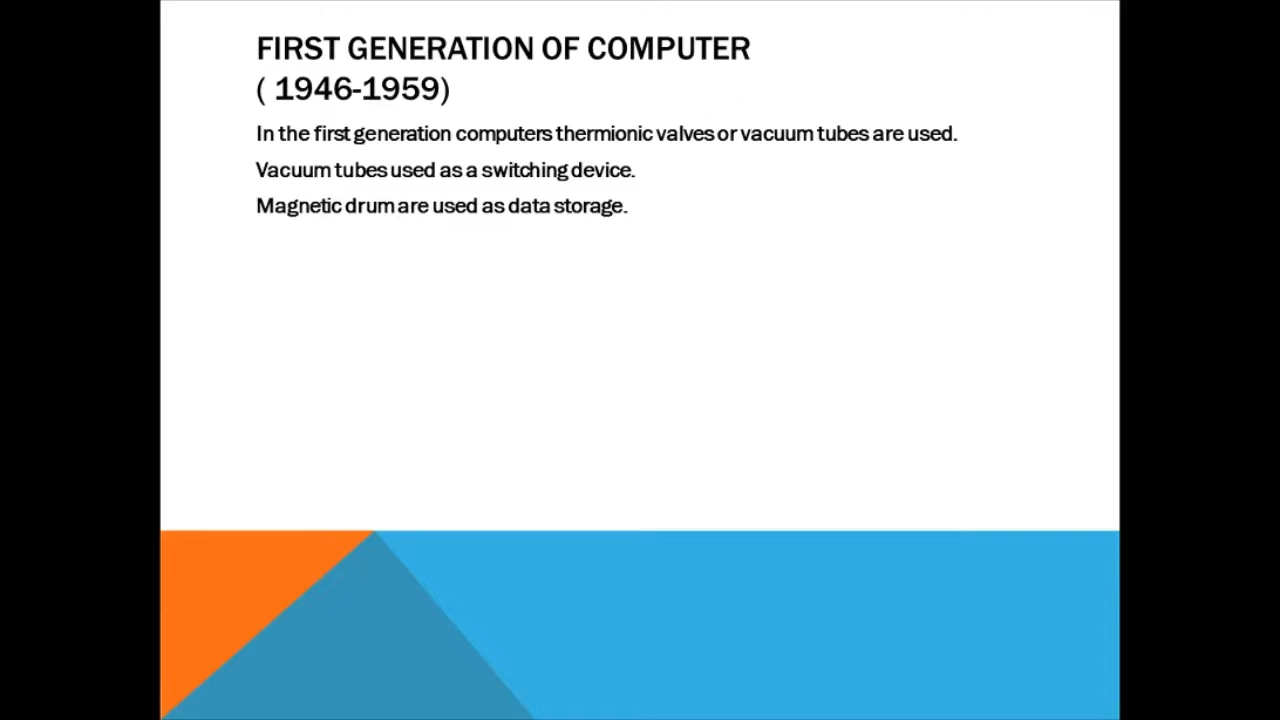 FIRST GENERATION OF COMPUTER
( 1946-1959)
In the first generation computers thermionic valves or vacuum tubes are used.
Vacuum tubes used as a switching device.
Magnetic drum are used as data storage.